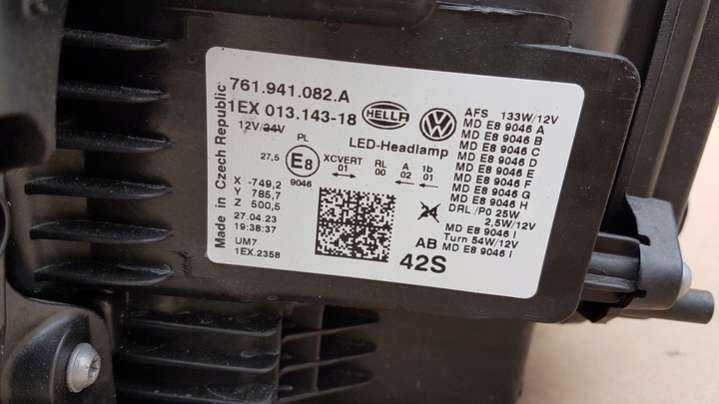 761.941.082.A
1EX 013.143-18
12V/24V
HELLA
LED-Headlamp
Made in Czech Republic
27,5
PL
E8
9046
XCVERT
01
RL
00
A
02
1b
01
X -749,2
Y 785,7
Z 500,5
27.04.23
19:38:37
UM7
1EX.2358
AB
42S
AFS 133W/12V
MD E8 9046 A
MD E8 9046 B
MD E8 9046 C
MD E8 9046 D
MD E8 9046 E
MD E8 9046 F
MD E8 9046 G
MD E8 9046 H
DRL /P0 25W
2,5W/12V
MD E8 9046 I
Turn 54W/12V
MD E8 9046 I